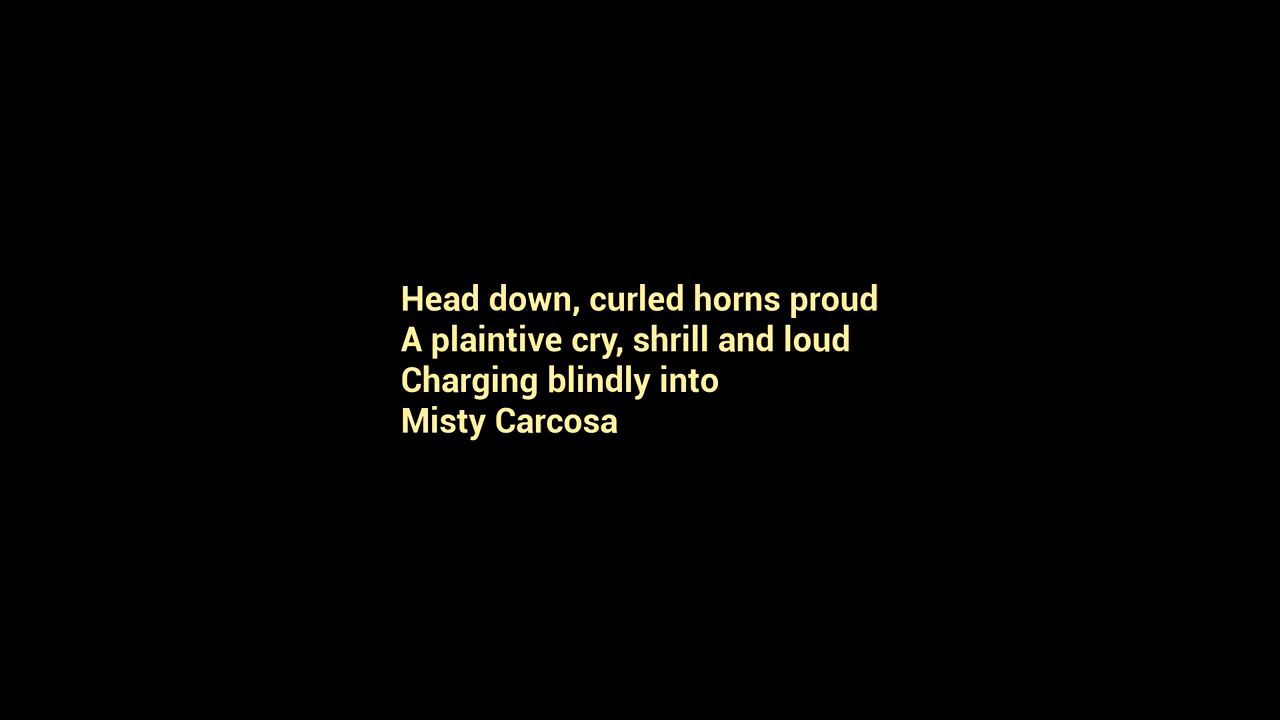 Head down, curled horns proud
A plaintive cry, shrill and loud
Charging blindly into
Misty Carcosa